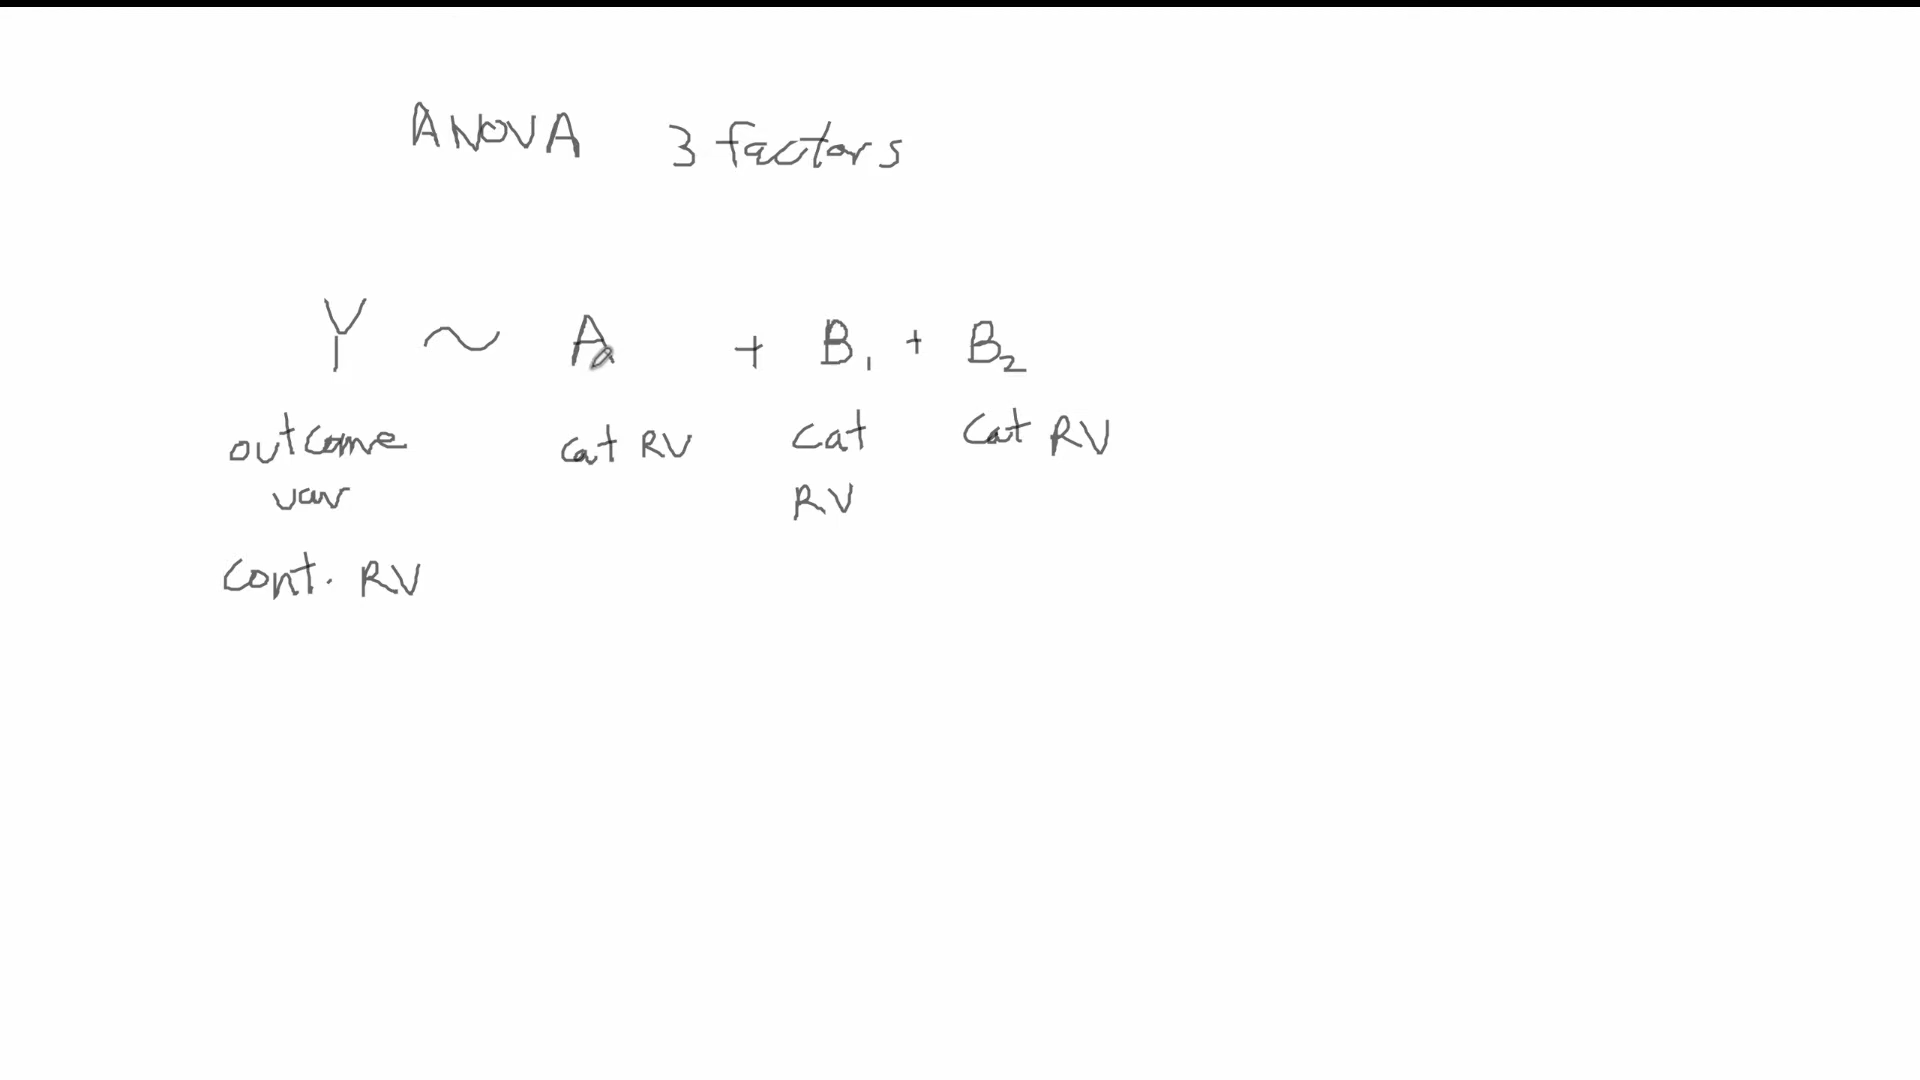 ANOVA 3 factors
Y ~ A + B₁ + B₂
outcome cat RV cat cat RV
var RV
cont. RV